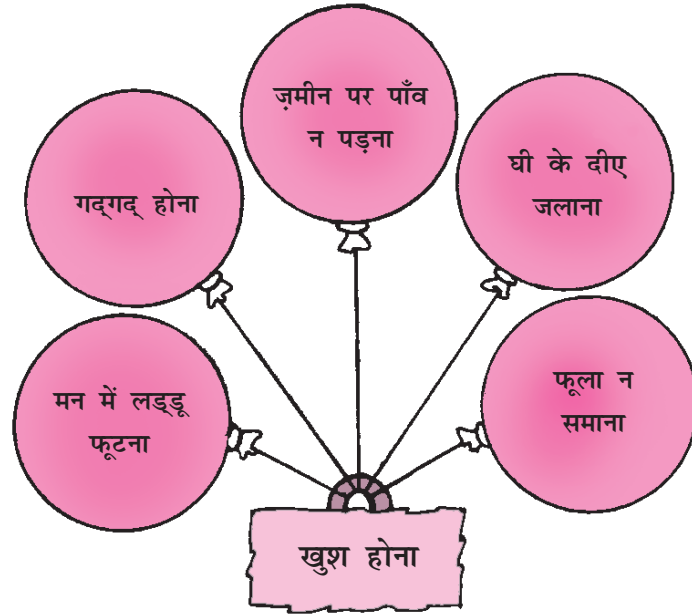 ज़मीन पर पाँव
न पड़ना
गद्‌गद् होना
घी के दीए
जलाना
मन में लड्‌डू
फूटना
फूला न
समाना
खुश होना